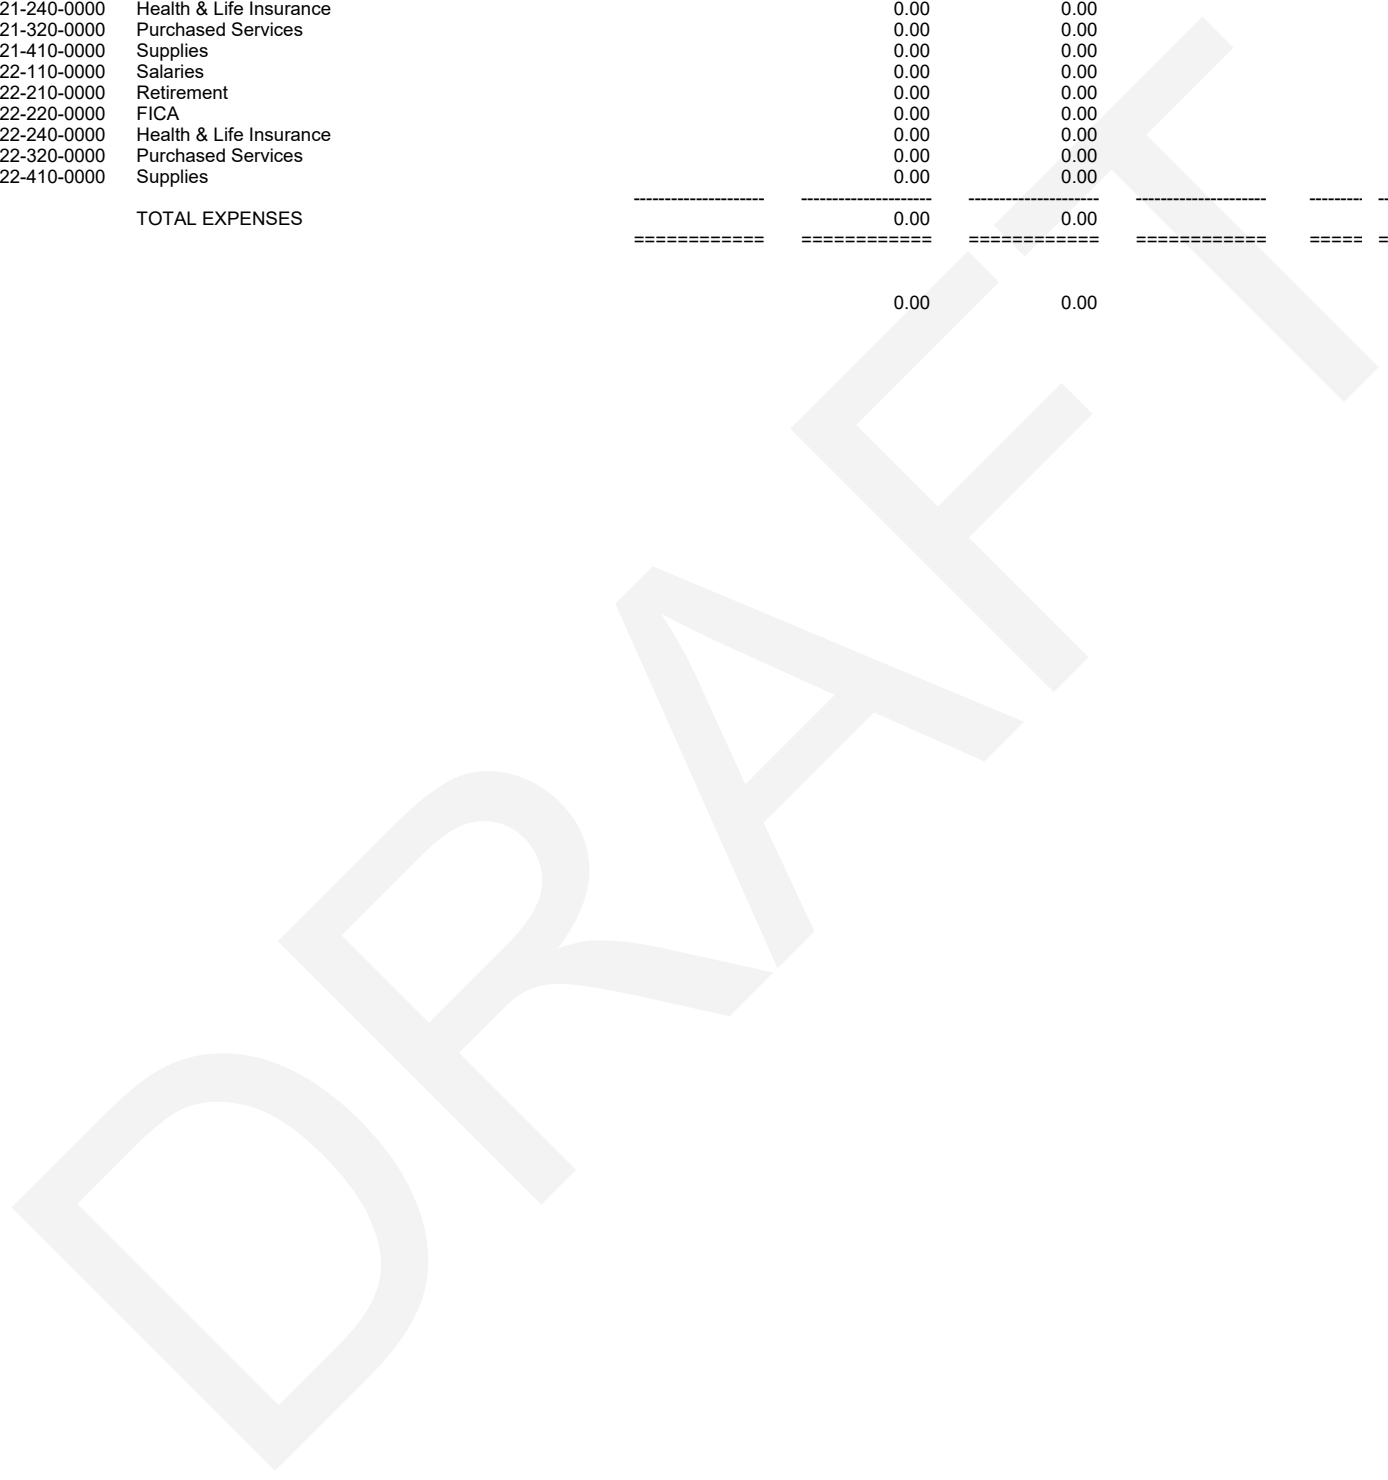 21-240-0000 Health & Life Insurance 0.00 0.00
21-320-0000 Purchased Services 0.00 0.00
21-410-0000 Supplies 0.00 0.00
22-110-0000 Salaries 0.00 0.00
22-210-0000 Retirement 0.00 0.00
22-220-0000 FICA 0.00 0.00
22-240-0000 Health & Life Insurance 0.00 0.00
22-320-0000 Purchased Services 0.00 0.00
22-410-0000 Supplies 0.00 0.00
--------------------- --------------------- --------------------- --------------------- -------- --
TOTAL EXPENSES 0.00 0.00
============ ============ ============ ============ ===== =
0.00 0.00
DRAFT